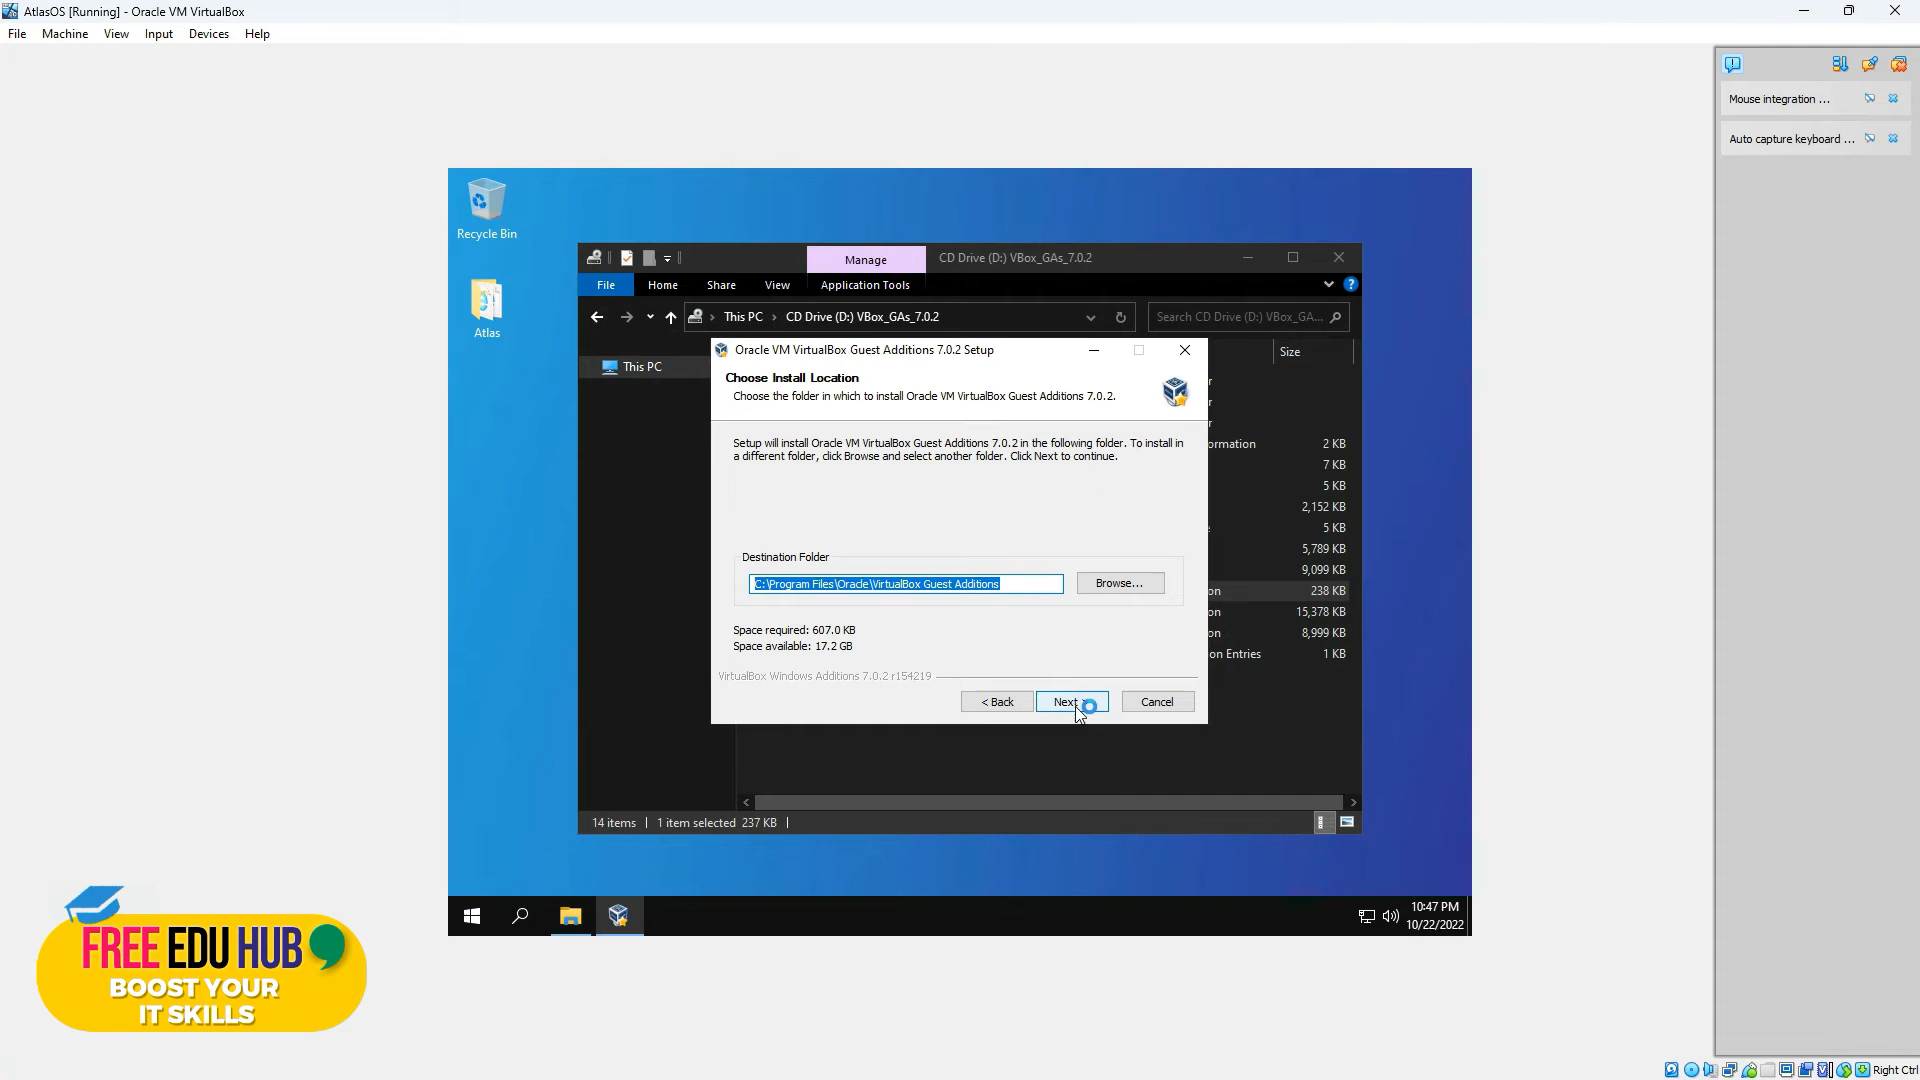 AtlasOS [Running] - Oracle VM VirtualBox
File Machine View Input Devices Help
Mouse integration ...
Auto capture keyboard ...
Recycle Bin
Atlas
Manage
CD Drive (D:) VBox_GAs_7.0.2
File Home Share View Application Tools
This PC › CD Drive (D:) VBox_GAs_7.0.2
Search CD Drive (D:) VBox_GA...
This PC
Size
Oracle VM VirtualBox Guest Additions 7.0.2 Setup
Choose Install Location
Choose the folder in which to install Oracle VM VirtualBox Guest Additions 7.0.2.
Setup will install Oracle VM VirtualBox Guest Additions 7.0.2 in the following folder. To install in
a different folder, click Browse and select another folder. Click Next to continue.
Destination Folder
C:\Program Files\Oracle\VirtualBox Guest Additions
Browse...
Space required: 607.0 KB
Space available: 17.2 GB
VirtualBox Windows Additions 7.0.2 r154219
< Back Next Cancel
r
r
r
ormation 2 KB
7 KB
5 KB
2,152 KB
5 KB
5,789 KB
9,099 KB
on 238 KB
on 15,378 KB
on 8,999 KB
on Entries 1 KB
14 items 1 item selected 237 KB
10:47 PM
10/22/2022
FREE EDU HUB
BOOST YOUR
IT SKILLS
Right Ctrl